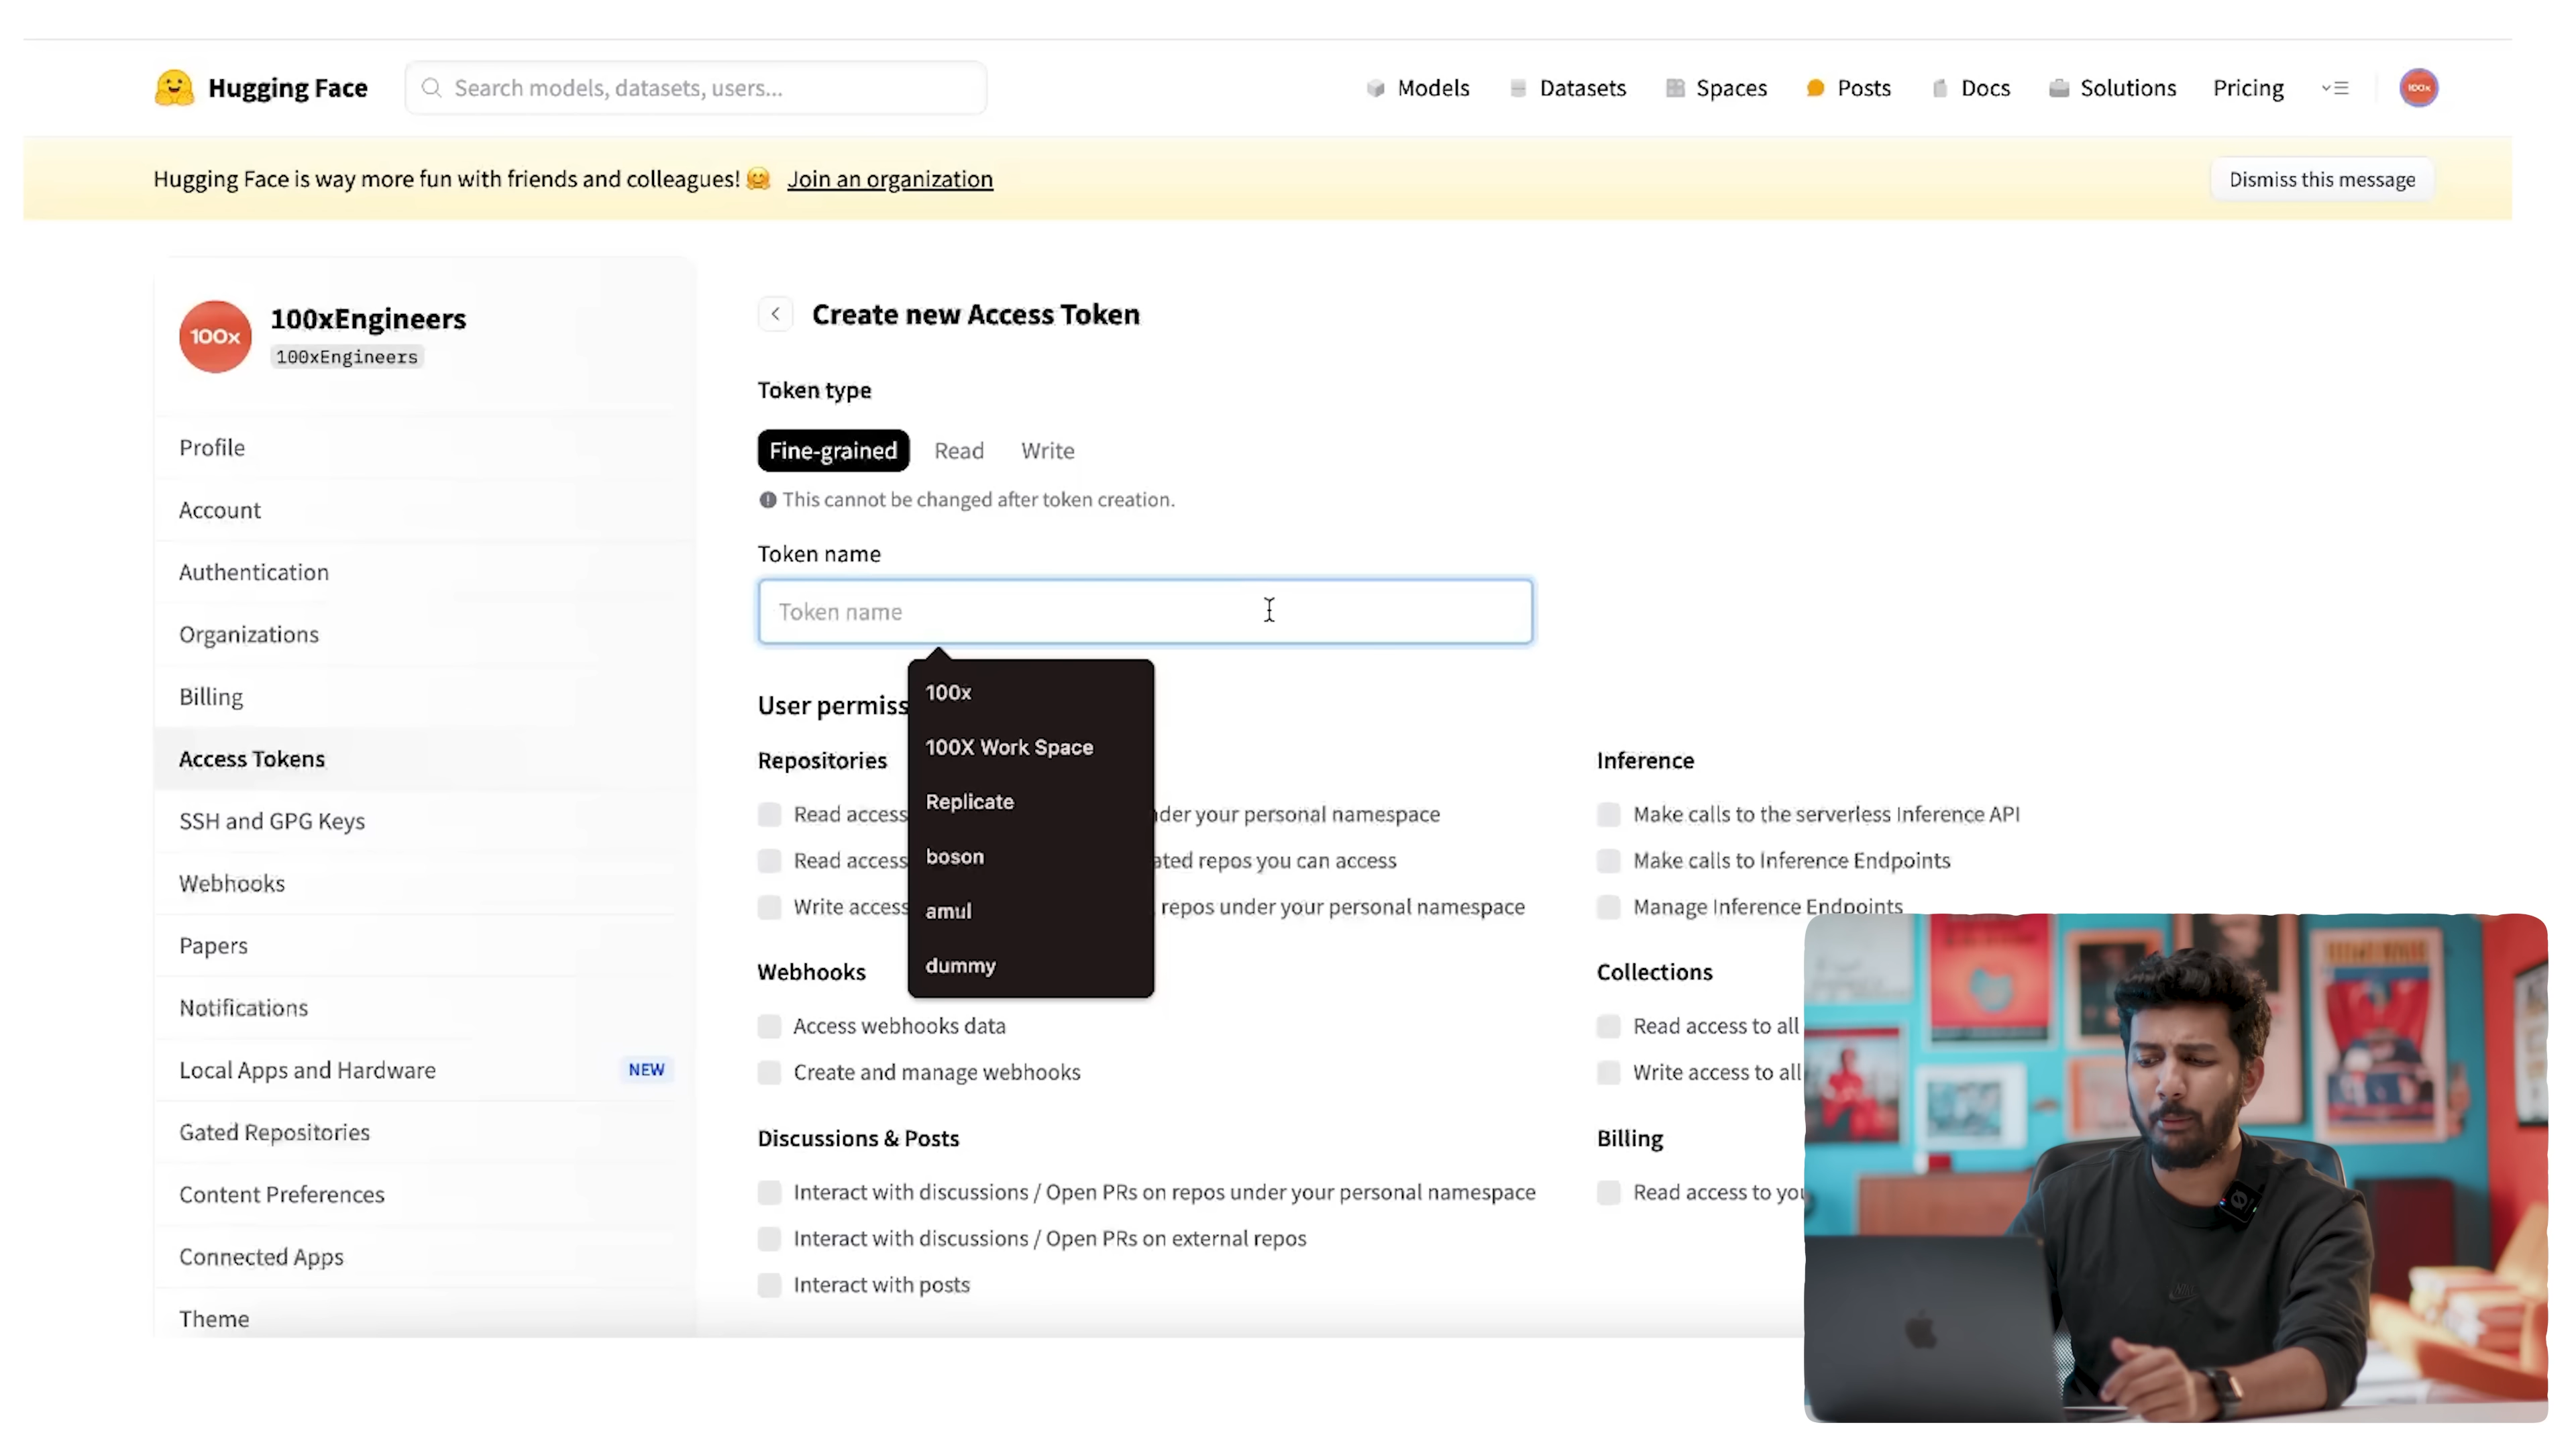 Hugging Face
Search models, datasets, users...
Models
Datasets
Spaces
Posts
Docs
Solutions
Pricing
100x
Hugging Face is way more fun with friends and colleagues! 🤗 Join an organization
Dismiss this message
100x
100xEngineers
100xEngineers
Profile
Account
Authentication
Organizations
Billing
Access Tokens
SSH and GPG Keys
Webhooks
Papers
Notifications
Local Apps and Hardware NEW
Gated Repositories
Content Preferences
Connected Apps
Theme
Create new Access Token
Token type
Fine-grained Read Write
This cannot be changed after token creation.
Token name
Token name
100x
100X Work Space
Replicate
boson
amul
dummy
User permiss
Repositories
Read access der your personal namespace
Read access ated repos you can access
Write access repos under your personal namespace
Webhooks
Access webhooks data
Create and manage webhooks
Discussions & Posts
Interact with discussions / Open PRs on repos under your personal namespace
Interact with discussions / Open PRs on external repos
Interact with posts
Inference
Make calls to the serverless Inference API
Make calls to Inference Endpoints
Manage Inference Endpoints
Collections
Read access to all
Write access to all
Billing
Read access to you